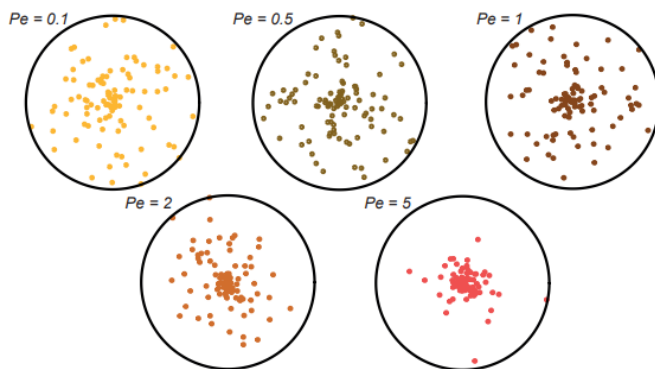 Pe = 0.1
Pe = 0.5
Pe = 1
Pe = 2
Pe = 5